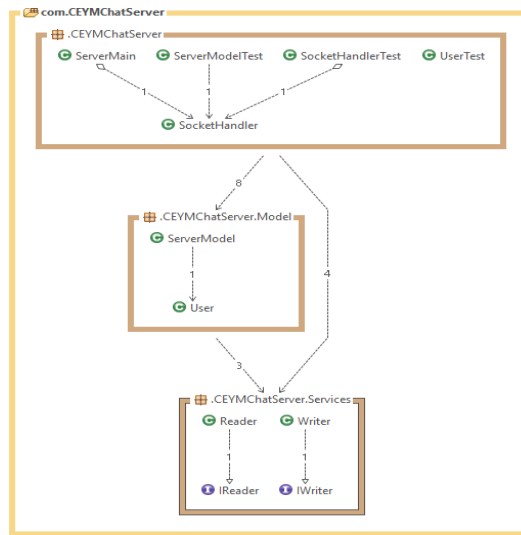 com.CEYMChatServer
.CEYMChatServer
ServerMain ServerModelTest SocketHandlerTest UserTest
1 1 1
SocketHandler
8
.CEYMChatServer.Model
ServerModel
1
4
User
3
.CEYMChatServer.Services
Reader Writer
1 1
IReader IWriter